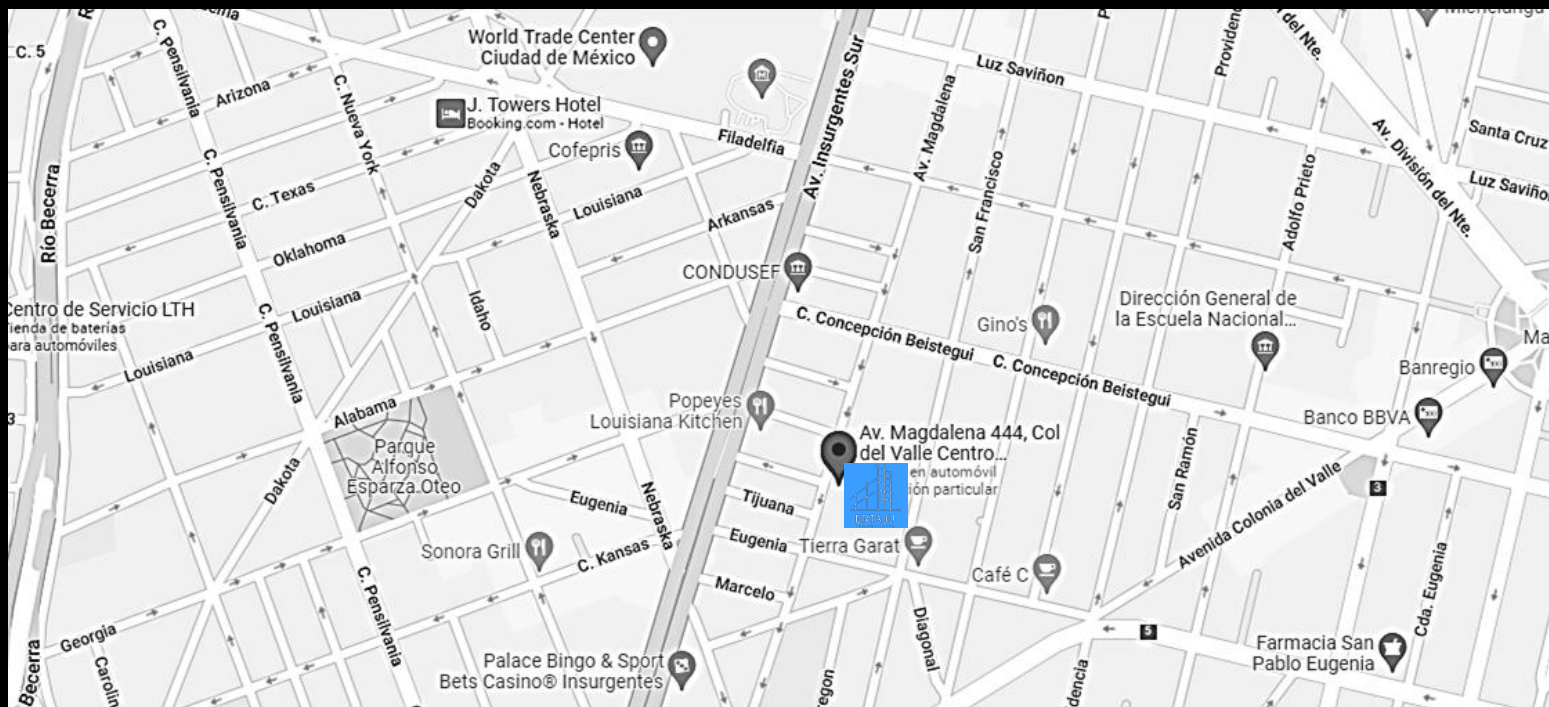 C. 5
C. Pensilvania
Arizona
C. Nueva York
World Trade Center
Ciudad de México
J. Towers Hotel
Booking.com - Hotel
Cofepris
Filadelfia
Av. Insurgentes Sur
Av. Magdalena
Luz Saviñon
Av. División del Nte.
Santa Cruz
Luz Saviñon
Adolfo Prieto
San Francisco
C. Pensilvania
C. Texas
Dakota
Nebraska
Louisiana
Arkansas
Río Becerra
Oklahoma
CONDUSEF
Centro de Servicio LTH
Tienda de baterías
para automóviles
Louisiana
Idaho
C. Pensilvania
Louisiana
C. Concepción Beistegui
C. Concepción Beistegui
Gino's
Dirección General de
la Escuela Nacional...
Banregio
Banco BBVA
Popeyes
Louisiana Kitchen
Alabama
Parque
Alfonso
Esparza Oteo
Av. Magdalena 444, Col
del Valle Centro...
en automóvil
ión particular
San Ramón
Avenida Colonia del Valle
3
Dakota
Nebraska
Eugenia
Tijuana
Eugenia
Tierra Garat
Café C
Sonora Grill
C. Kansas
Marcelo
Diagonal
Cda. Eugenia
5
C. Pensilvania
Georgia
Becerra
Palace Bingo & Sport
Bets Casino® Insurgentes
Farmacia San
Pablo Eugenia